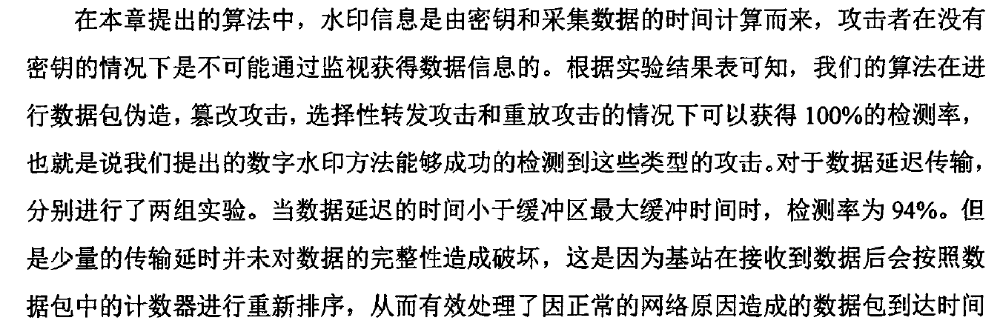 在本章提出的算法中，水印信息是由密钥和采集数据的时间计算而来，攻击者在没有
密钥的情况下是不可能通过监视获得数据信息的。根据实验结果表可知，我们的算法在进
行数据包伪造，篡改攻击，选择性转发攻击和重放攻击的情况下可以获得 100%的检测率，
也就是说我们提出的数字水印方法能够成功的检测到这些类型的攻击。对于数据延迟传输，
分别进行了两组实验。当数据延迟的时间小于缓冲区最大缓冲时间时，检测率为 94%。但
是少量的传输延时并未对数据的完整性造成破坏，这是因为基站在接收到数据后会按照数
据包中的计数器进行重新排序，从而有效处理了因正常的网络原因造成的数据包到达时间